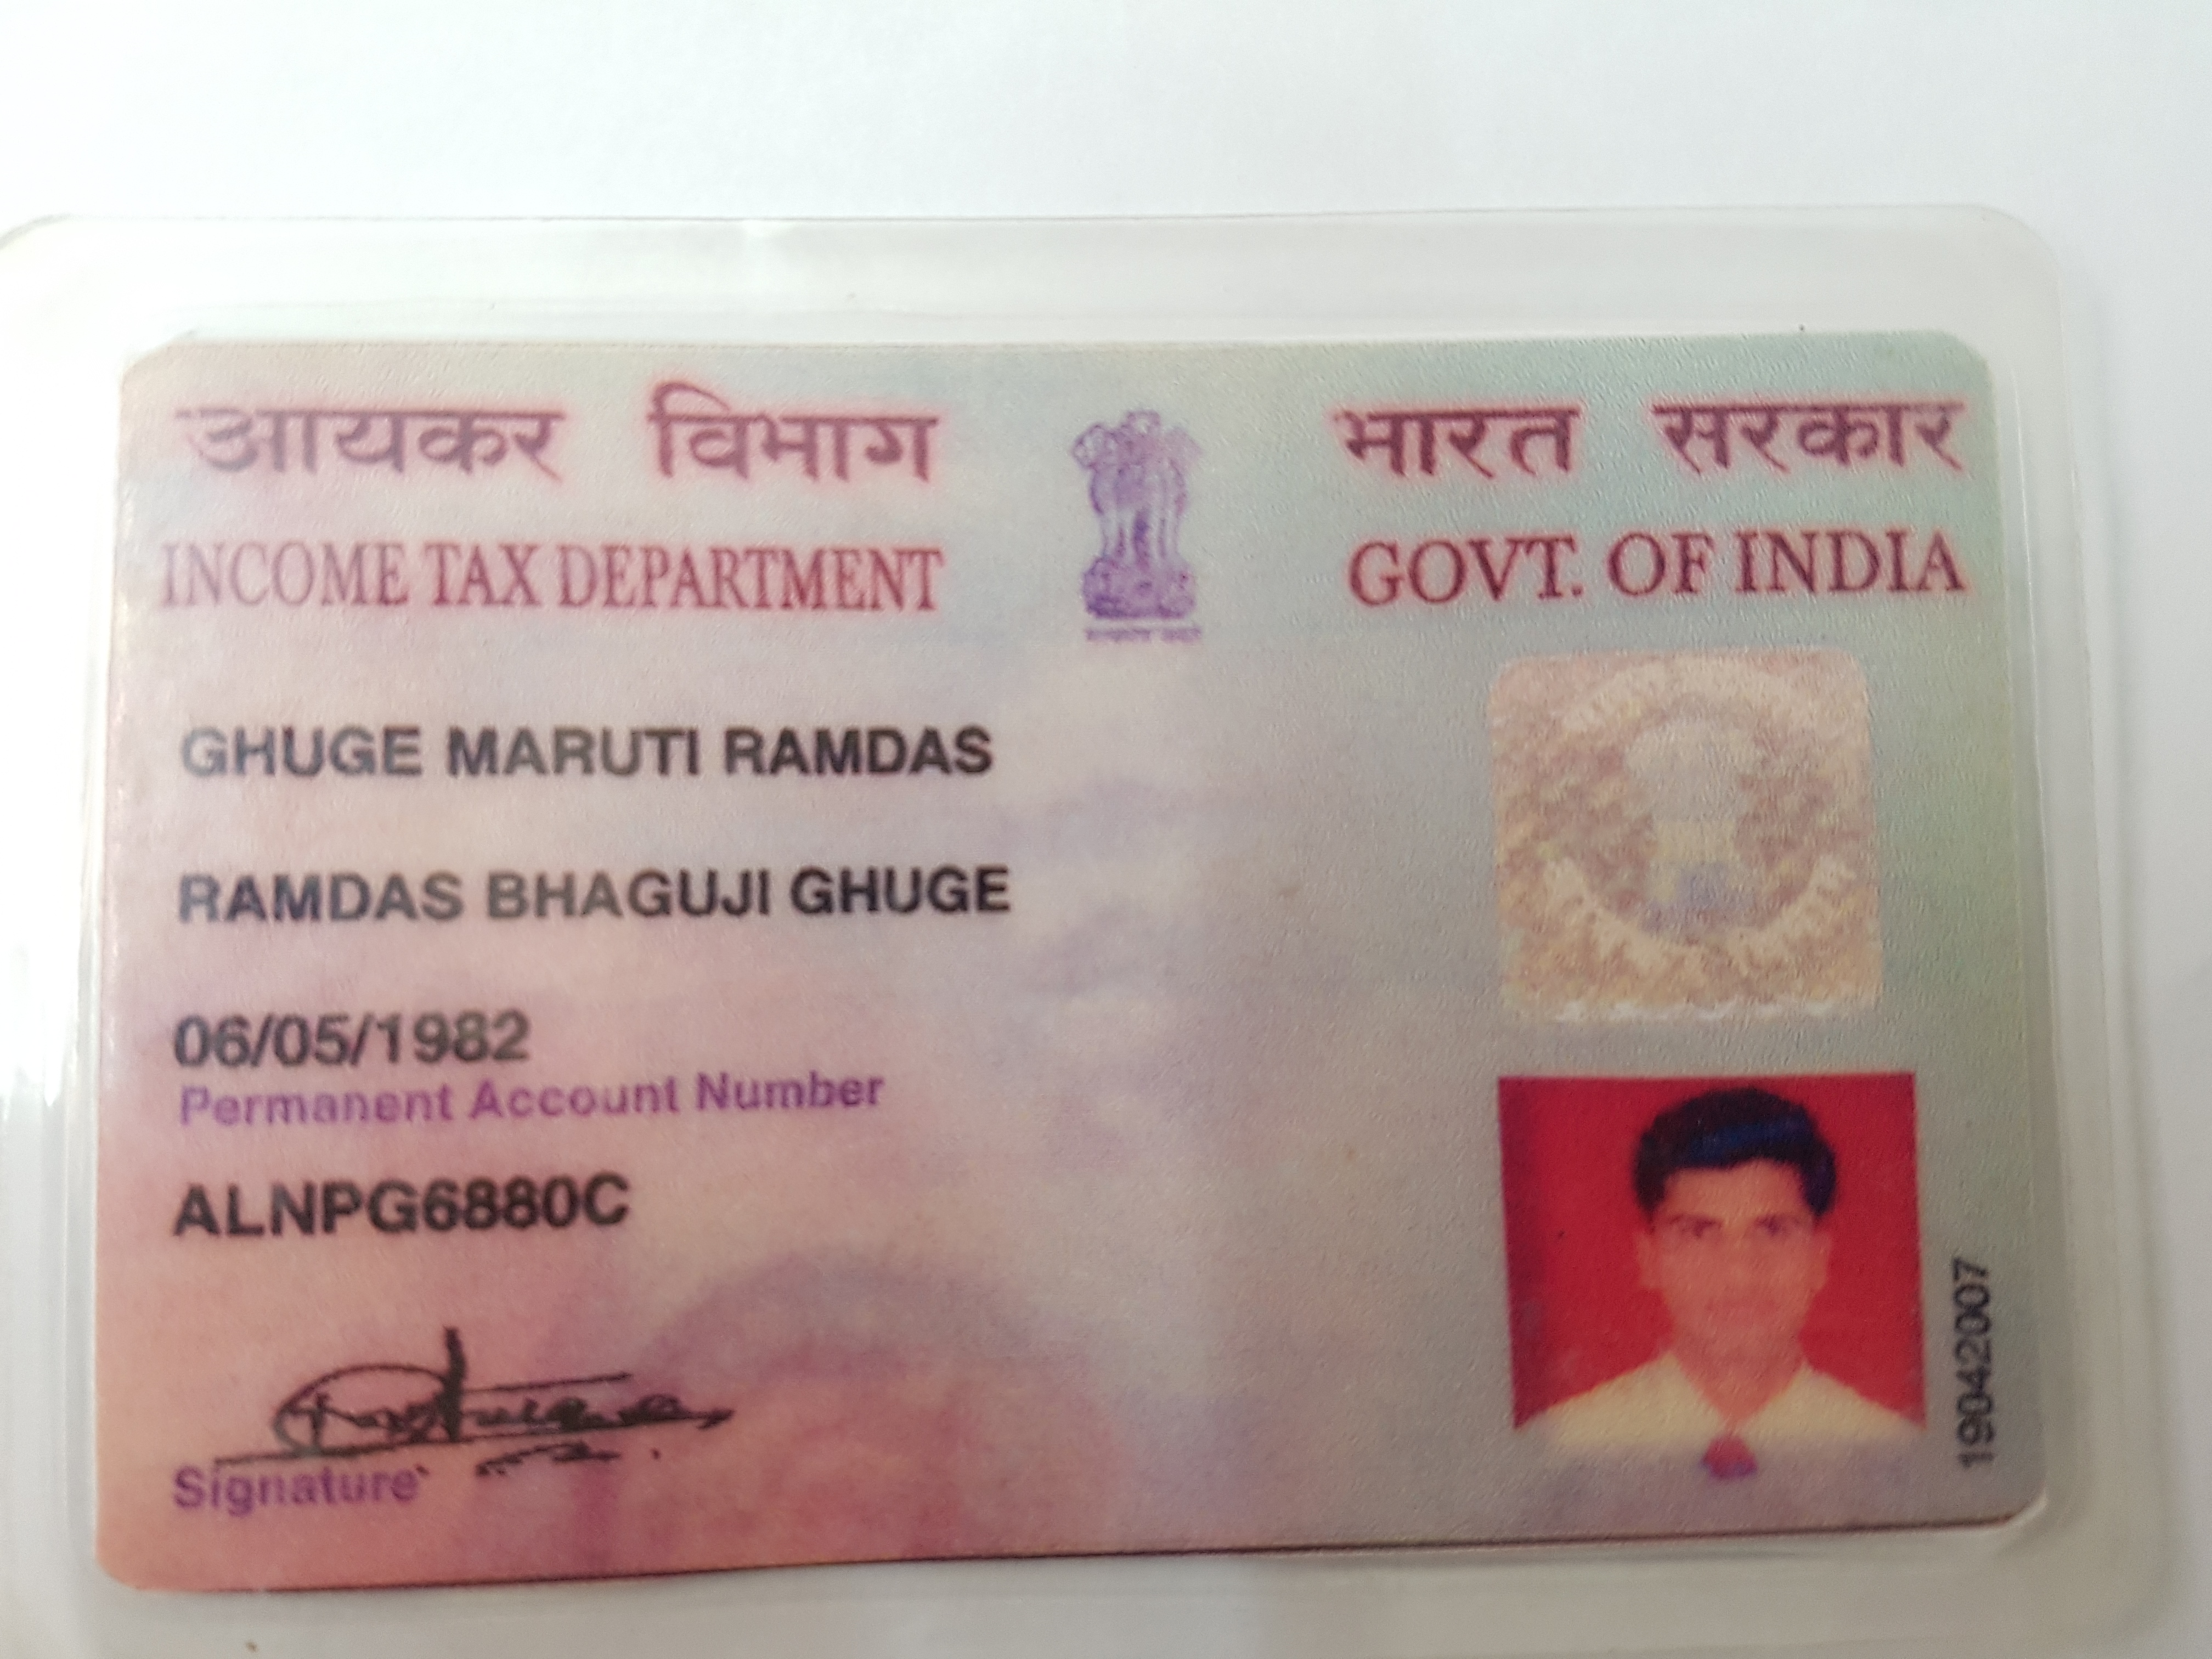 आयकर विभाग
INCOME TAX DEPARTMENT
भारत सरकार
GOVT. OF INDIA
GHUGE MARUTI RAMDAS
RAMDAS BHAGUJI GHUGE
06/05/1982
Permanent Account Number
ALNPG6880C
Signature
19042007